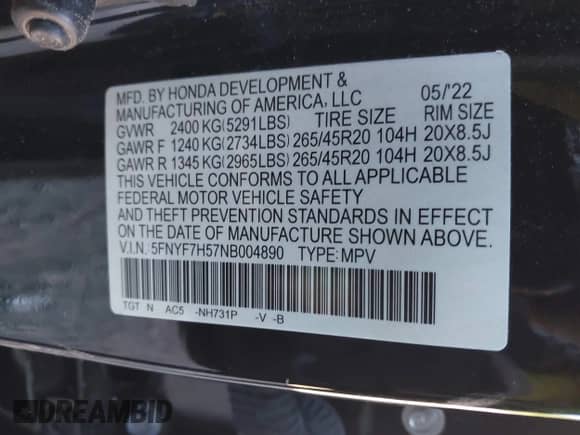 MFD. BY HONDA DEVELOPMENT & 05/'22
MANUFACTURING OF AMERICA, LLC
GVWR 2400 KG(5291LBS) TIRE SIZE RIM SIZE
GAWR F 1240 KG(2734LBS) 265/45R20 104H 20X8.5J
GAWR R 1345 KG(2965LBS) 265/45R20 104H 20X8.5J
THIS VEHICLE CONFORMS TO ALL APPLICABLE
FEDERAL MOTOR VEHICLE SAFETY
AND THEFT PREVENTION STANDARDS IN EFFECT
ON THE DATE OF MANUFACTURE SHOWN ABOVE.
V.I.N. 5FNYF7H57NB004890 TYPE:MPV
TGT N AC5 -NH731P -V -B
DREAMBID